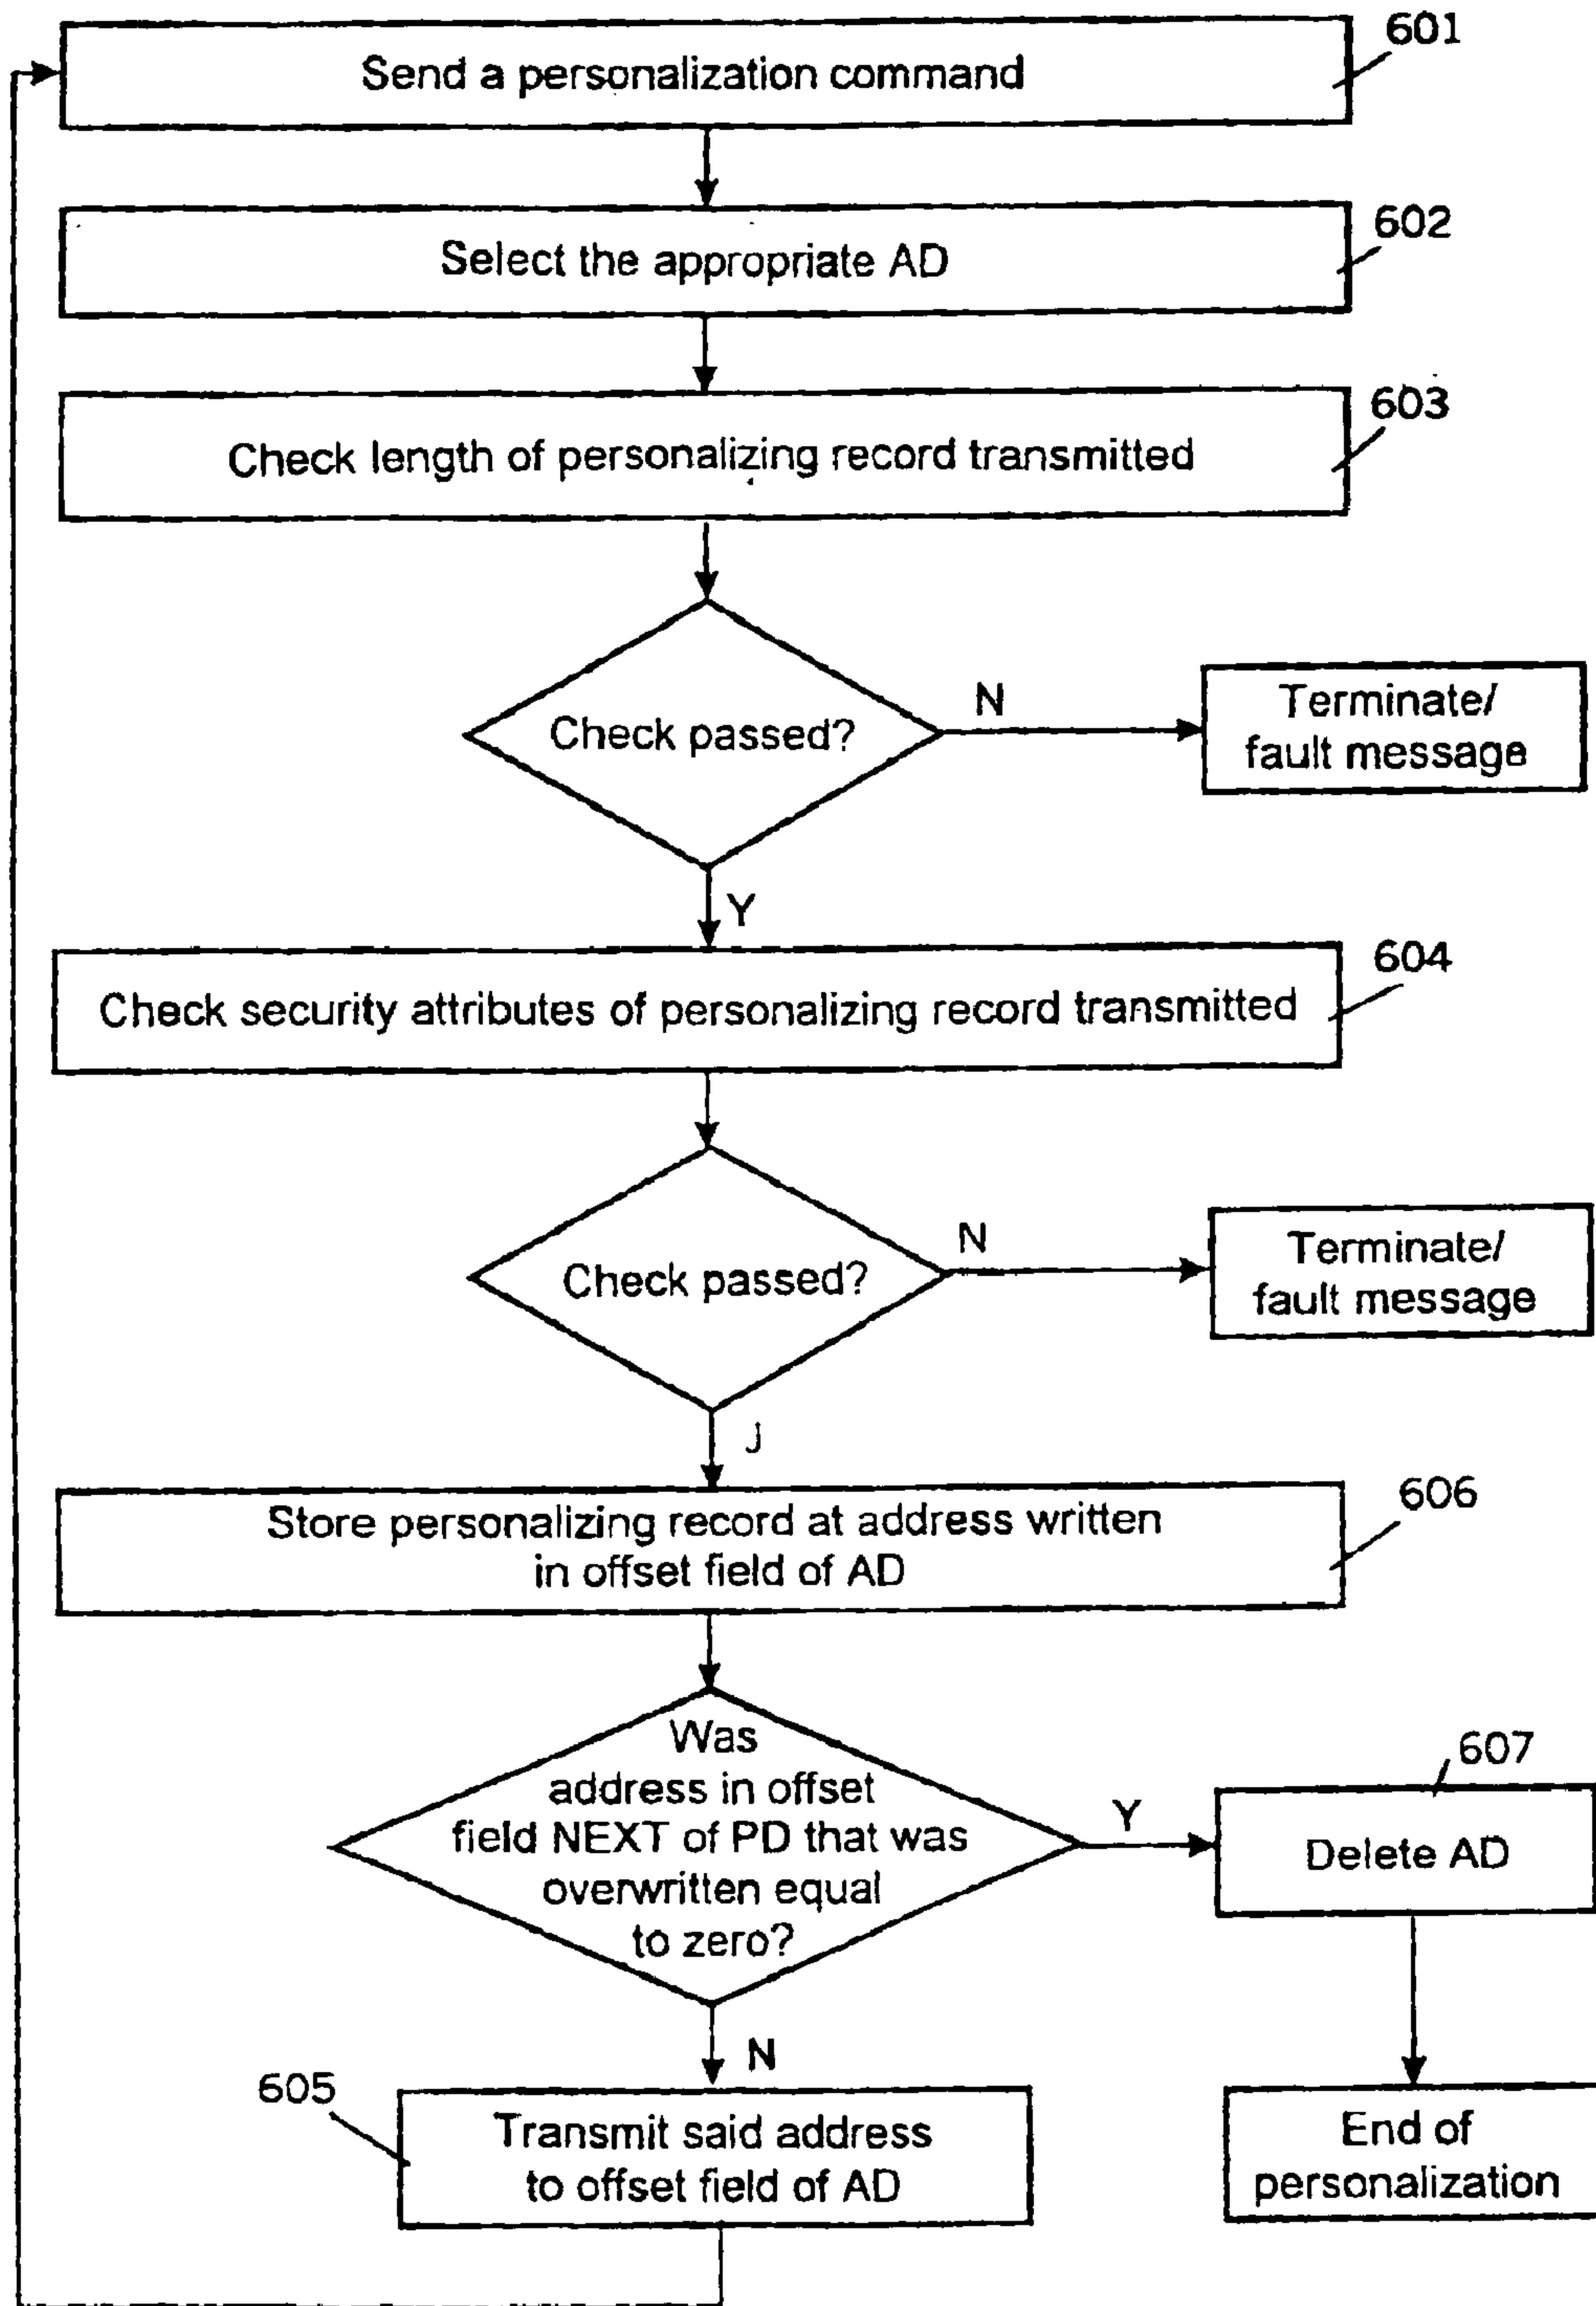 601
Send a personalization command
602
Select the appropriate AD
603
Check length of personalizing record transmitted
Check passed?
N
Terminate/
fault message
Y
604
Check security attributes of personalizing record transmitted
Check passed?
N
Terminate/
fault message
J
606
Store personalizing record at address written
in offset field of AD
Was
address in offset
field NEXT of PD that was
overwritten equal
to zero?
Y
607
Delete AD
N
605
Transmit said address
to offset field of AD
End of
personalization